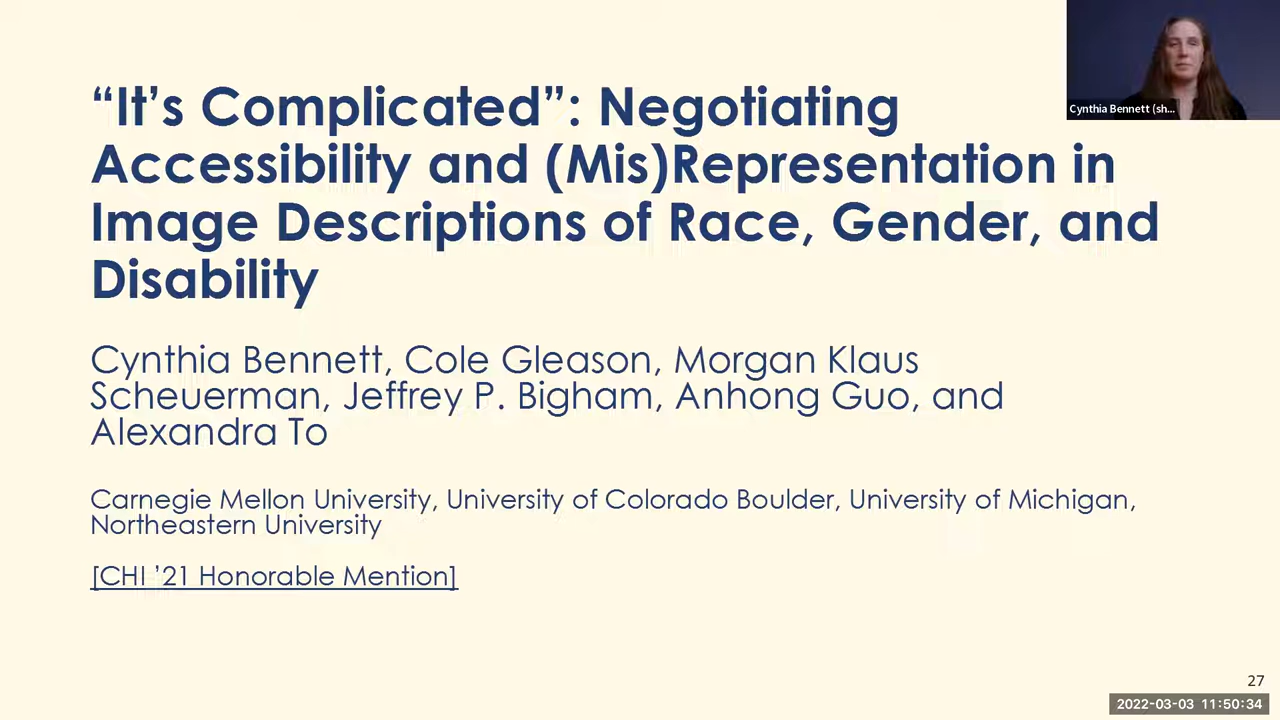 “It’s Complicated”: Negotiating
Accessibility and (Mis)Representation in
Image Descriptions of Race, Gender, and
Disability
Cynthia Bennett (sh...
Cynthia Bennett, Cole Gleason, Morgan Klaus
Scheuerman, Jeffrey P. Bigham, Anhong Guo, and
Alexandra To
Carnegie Mellon University, University of Colorado Boulder, University of Michigan,
Northeastern University
[CHI ’21 Honorable Mention]
27
2022-03-03 11:50:34